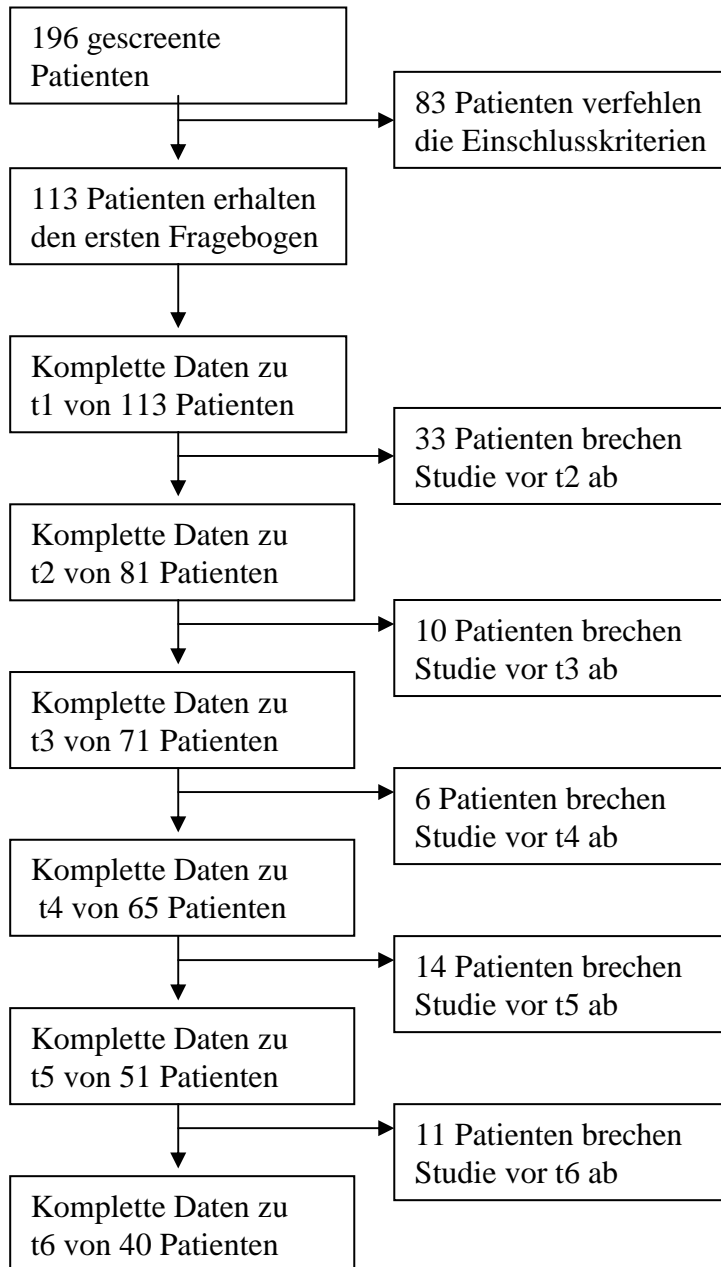 196 gescreente
Patienten
83 Patienten verfehlen
die Einschlusskriterien
113 Patienten erhalten
den ersten Fragebogen
Komplette Daten zu
t1 von 113 Patienten
33 Patienten brechen
Studie vor t2 ab
Komplette Daten zu
t2 von 81 Patienten
10 Patienten brechen
Studie vor t3 ab
Komplette Daten zu
t3 von 71 Patienten
6 Patienten brechen
Studie vor t4 ab
Komplette Daten zu
t4 von 65 Patienten
14 Patienten brechen
Studie vor t5 ab
Komplette Daten zu
t5 von 51 Patienten
11 Patienten brechen
Studie vor t6 ab
Komplette Daten zu
t6 von 40 Patienten